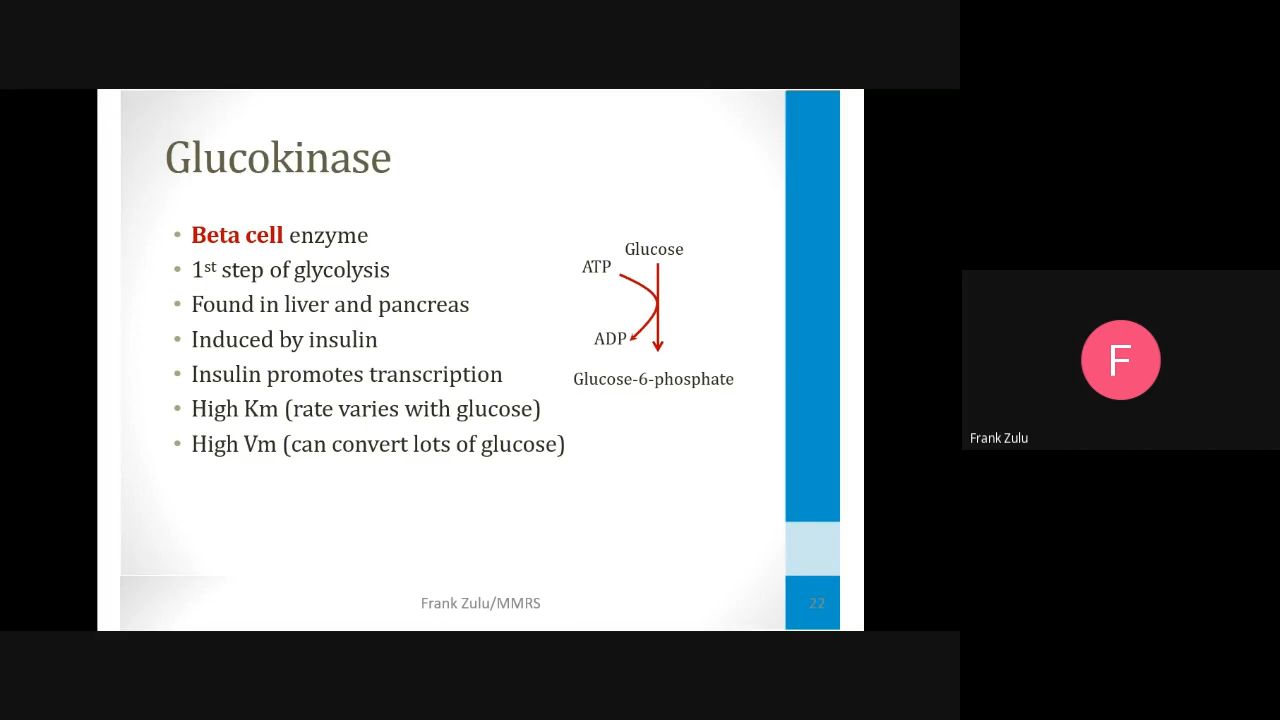 Glucokinase
• Beta cell enzyme
• 1st step of glycolysis
• Found in liver and pancreas
• Induced by insulin
• Insulin promotes transcription
• High Km (rate varies with glucose)
• High Vm (can convert lots of glucose)
Glucose
ATP
ADP
Glucose-6-phosphate
Frank Zulu/MMRS
22
F
Frank Zulu